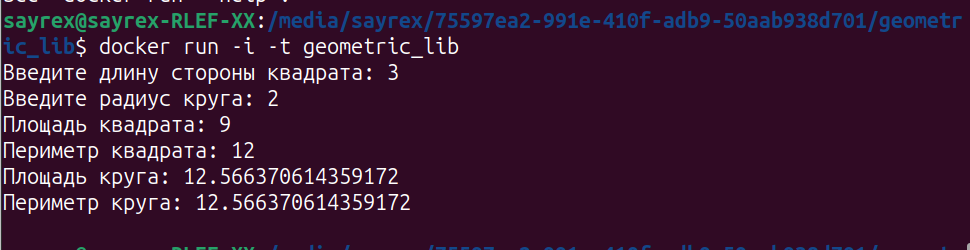 sayrex@sayrex-RLEF-XX:/media/sayrex/75597ea2-991e-410f-adb9-50aab938d701/geometr
ic_lib$ docker run -i -t geometric_lib
Введите длину стороны квадрата: 3
Введите радиус круга: 2
Площадь квадрата: 9
Периметр квадрата: 12
Площадь круга: 12.566370614359172
Периметр круга: 12.566370614359172